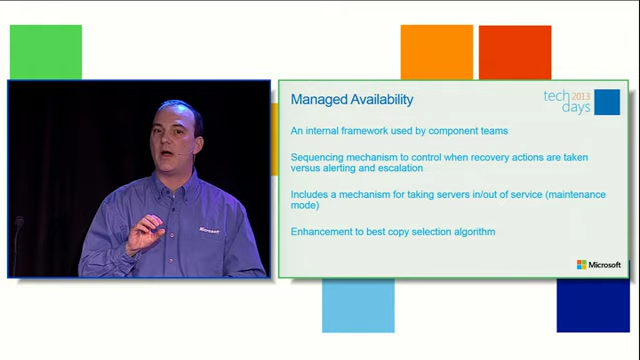 Managed Availability
tech 2013
days
An internal framework used by component teams
Sequencing mechanism to control when recovery actions are taken
versus alerting and escalation
Includes a mechanism for taking servers in/out of service (maintenance
mode)
Enhancement to best copy selection algorithm
Microsoft
Microsoft